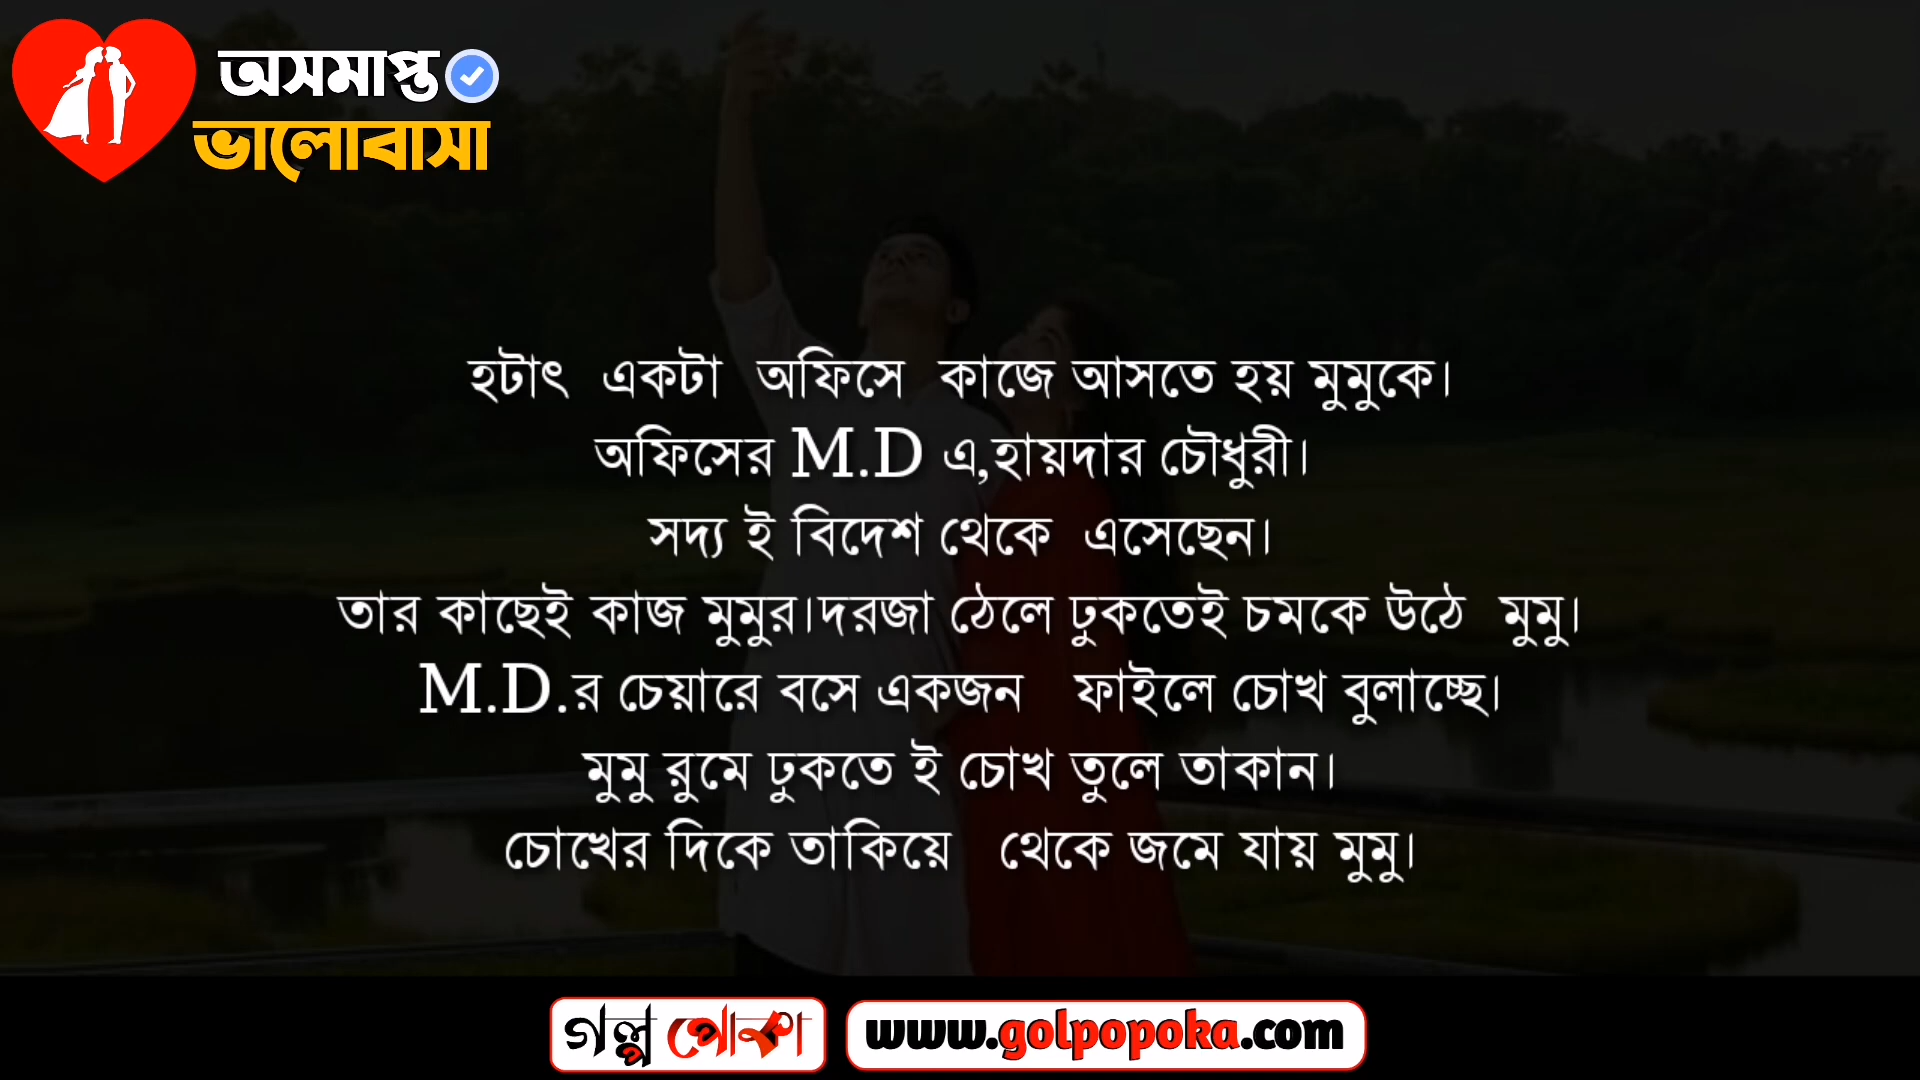 অসমাপ্ত
ভালোবাসা
হটাৎ একটা অফিসে কাজে আসতে হয় মুমুকে।
অফিসের M.D এ,হায়দার চৌধুরী।
সদ্য ই বিদেশ থেকে এসেছেন।
তার কাছেই কাজ মুমুর।দরজা ঠেলে ঢুকতেই চমকে উঠে মুমু।
M.D.র চেয়ারে বসে একজন ফাইলে চোখ বুলাচ্ছে।
মুমু রুমে ঢুকতে ই চোখ তুলে তাকান।
চোখের দিকে তাকিয়ে থেকে জমে যায় মুমু।
গল্প পোকা
www.golpopoka.com